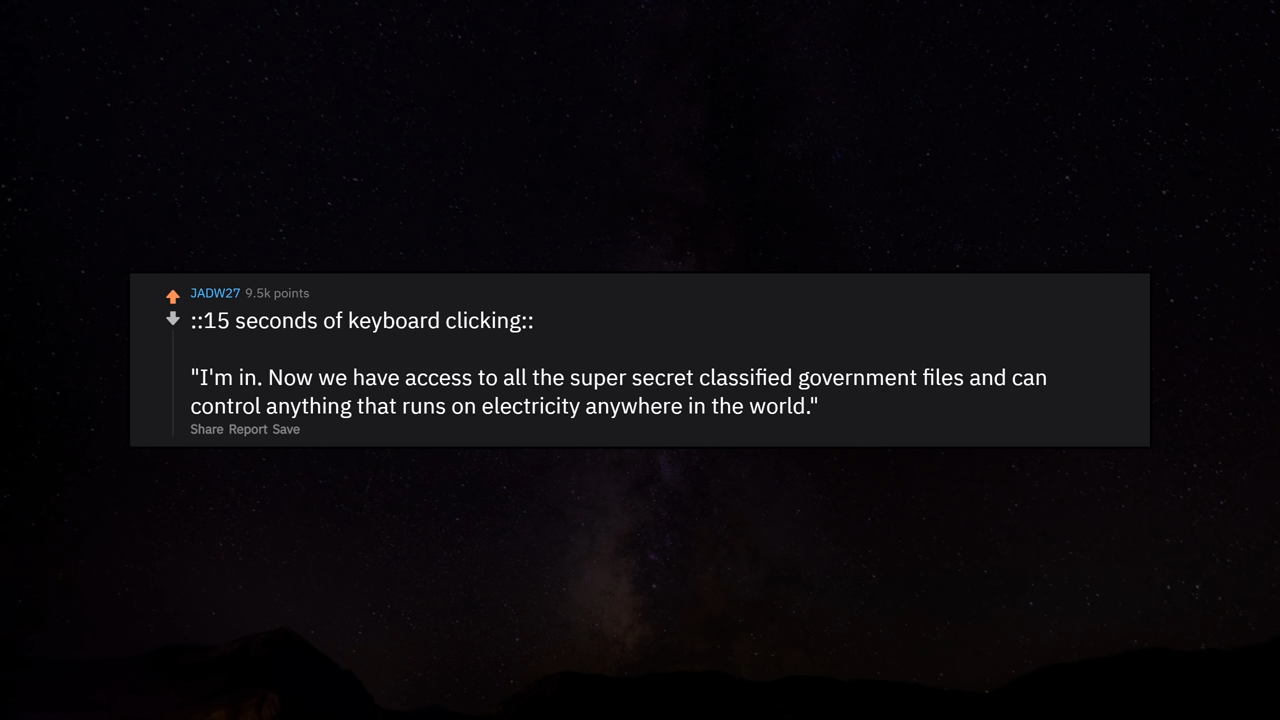 JADW27 9.5k points
::15 seconds of keyboard clicking::
"I'm in. Now we have access to all the super secret classified government files and can
control anything that runs on electricity anywhere in the world."
Share Report Save